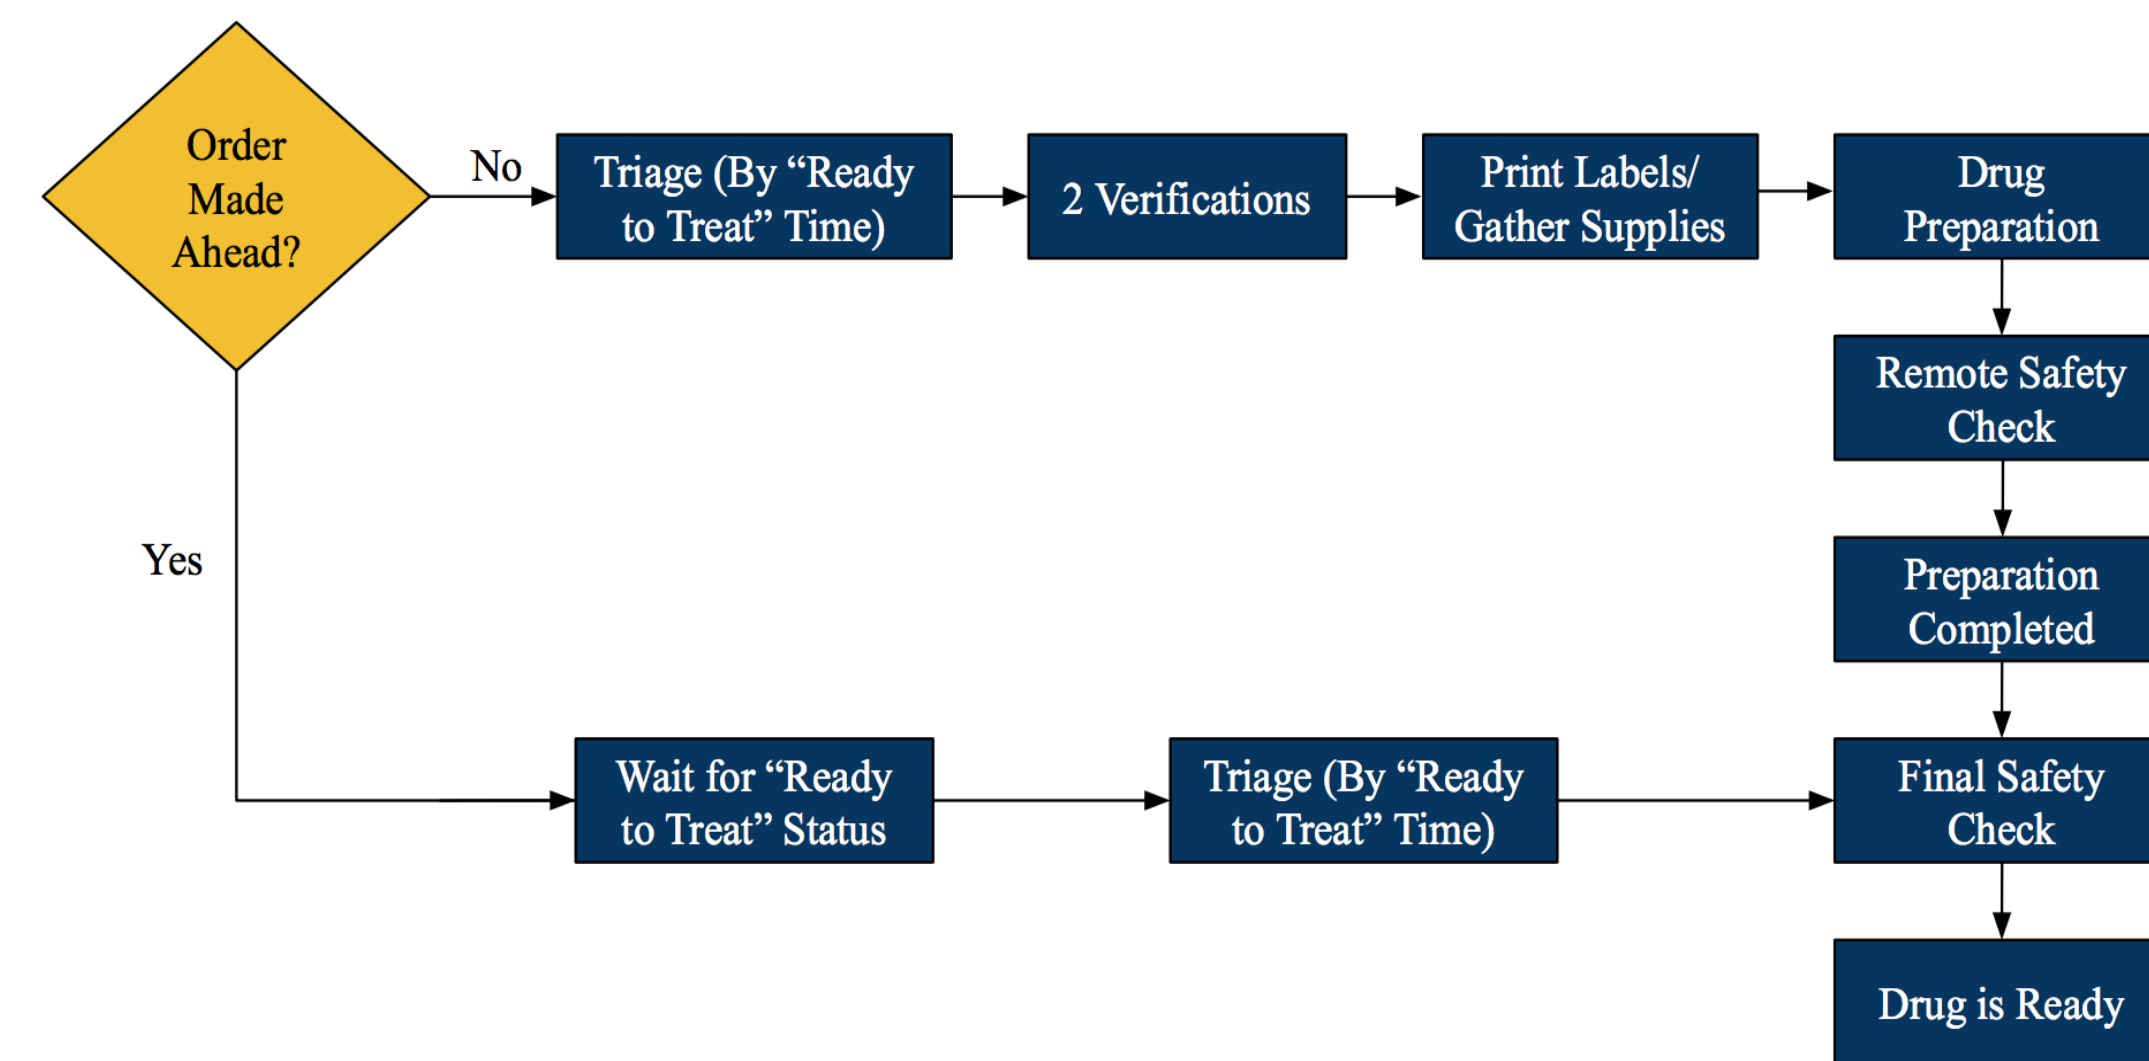 Order
Made
Ahead?
No
Triage (By “Ready
to Treat” Time)
2 Verifications
Print Labels/
Gather Supplies
Drug
Preparation
Remote Safety
Check
Preparation
Completed
Yes
Wait for “Ready
to Treat” Status
Triage (By “Ready
to Treat” Time)
Final Safety
Check
Drug is Ready